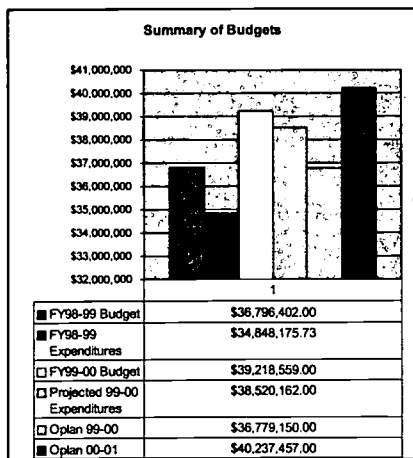 Summary of Budgets
$41,000,000
$40,000,000
$39,000,000
$38,000,000
$37,000,000
$36,000,000
$35,000,000
$34,000,000
$33,000,000
$32,000,000
1
FY98-99 Budget $36,796,402.00
FY98-99 $34,848,175.73
Expenditures
FY99-00 Budget $39,218,559.00
Projected 99-00 $38,520,162.00
Expenditures
Oplan 99-00 $36,779,150.00
Oplan 00-01 $40,237,457.00